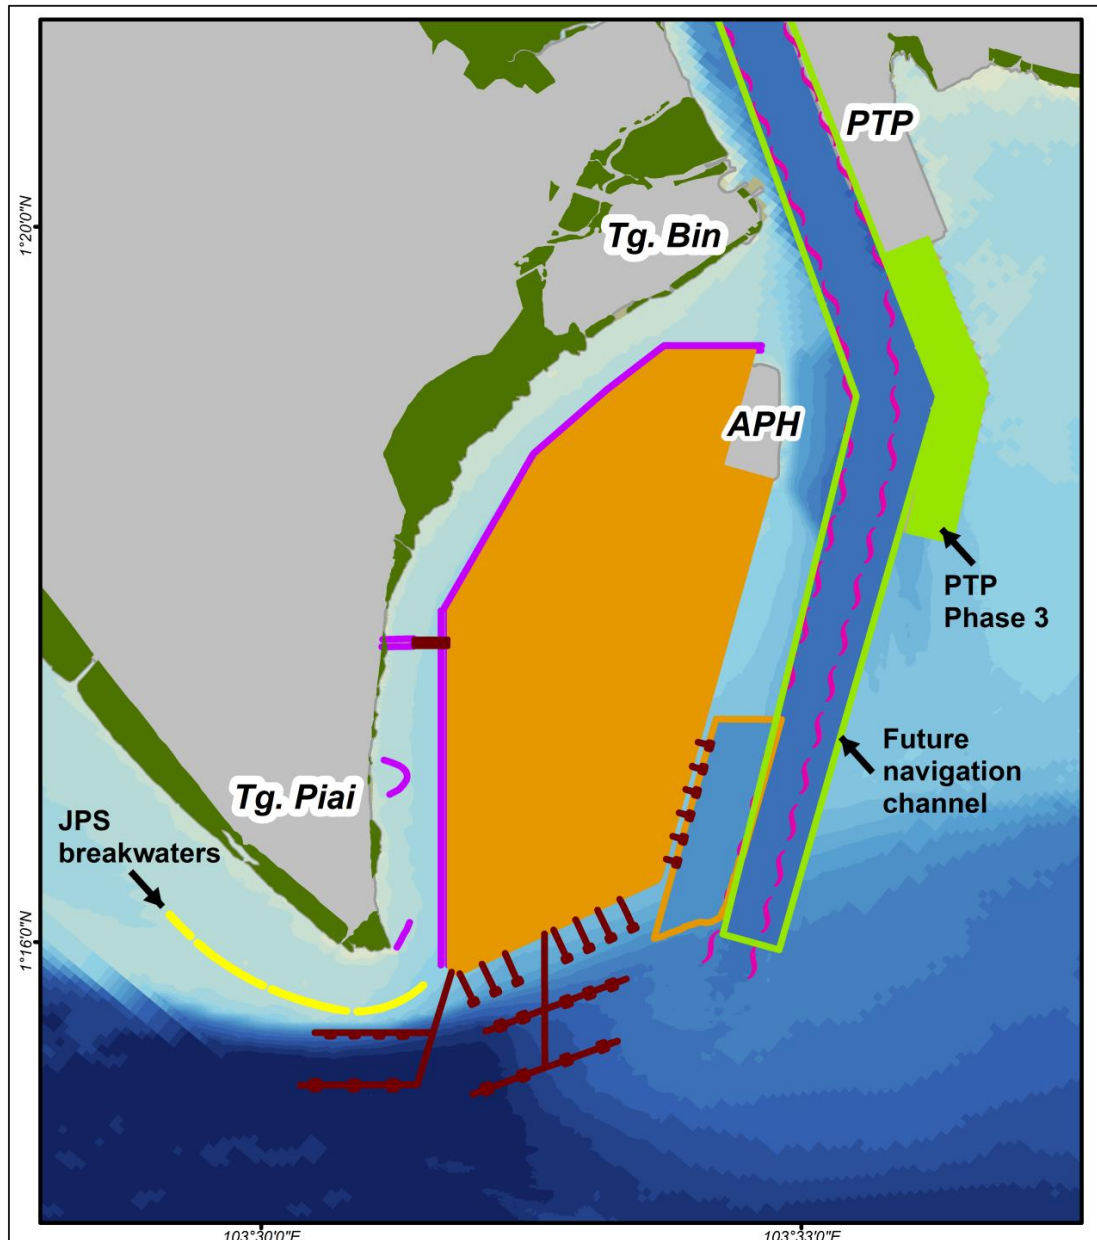 PTP
1°20'0"N
Tg. Bin
APH
PTP
Phase 3
Future
navigation
channel
Tg. Piai
JPS
breakwaters
1°16'0"N
103°30'0"E
103°33'0"E